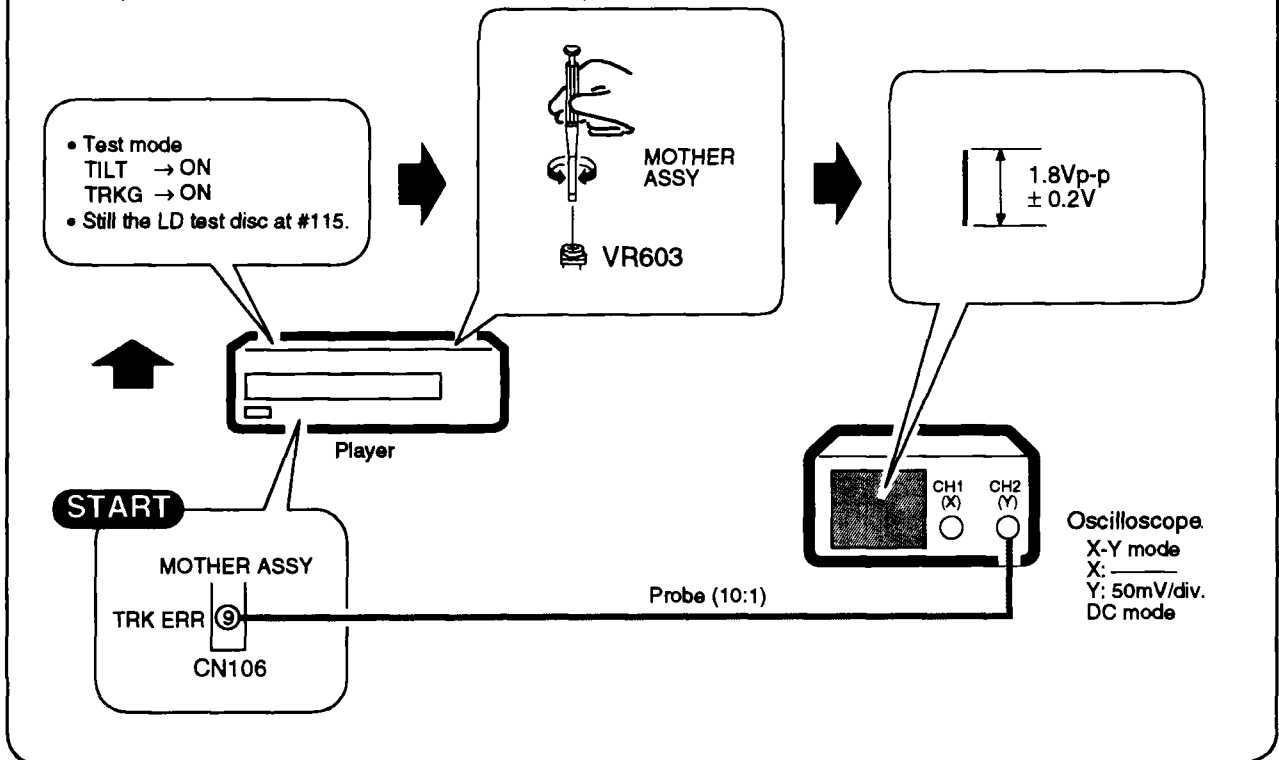 • Test mode
TILT → ON
TRKG → ON
• Still the LD test disc at #115.
MOTHER
ASSY
VR603
1.8Vp-p
± 0.2V
Player
START
MOTHER ASSY
TRK ERR ⑨
CN106
Probe (10:1)
CH1
(X)
CH2
(Y)
Oscilloscope
X-Y mode
X: ———
Y: 50mV/div.
DC mode